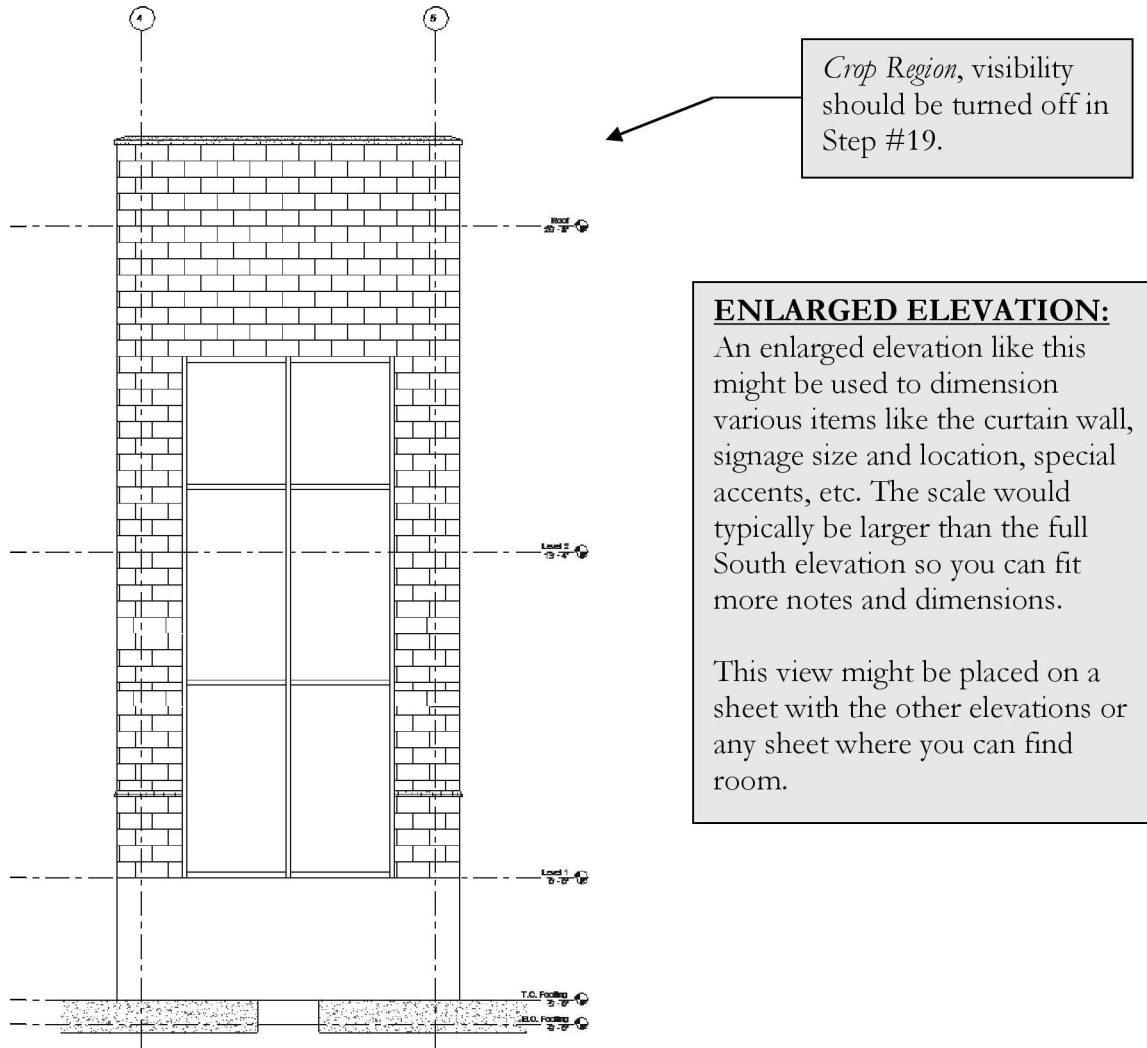 4
5
Crop Region, visibility
should be turned off in
Step #19.
Roof
ENLARGED ELEVATION:
An enlarged elevation like this
might be used to dimension
various items like the curtain wall,
signage size and location, special
accents, etc. The scale would
typically be larger than the full
South elevation so you can fit
more notes and dimensions.
This view might be placed on a
sheet with the other elevations or
any sheet where you can find
room.
Level 2
13' - 4"
Level 1
T.O. Footing
B.O. Footing